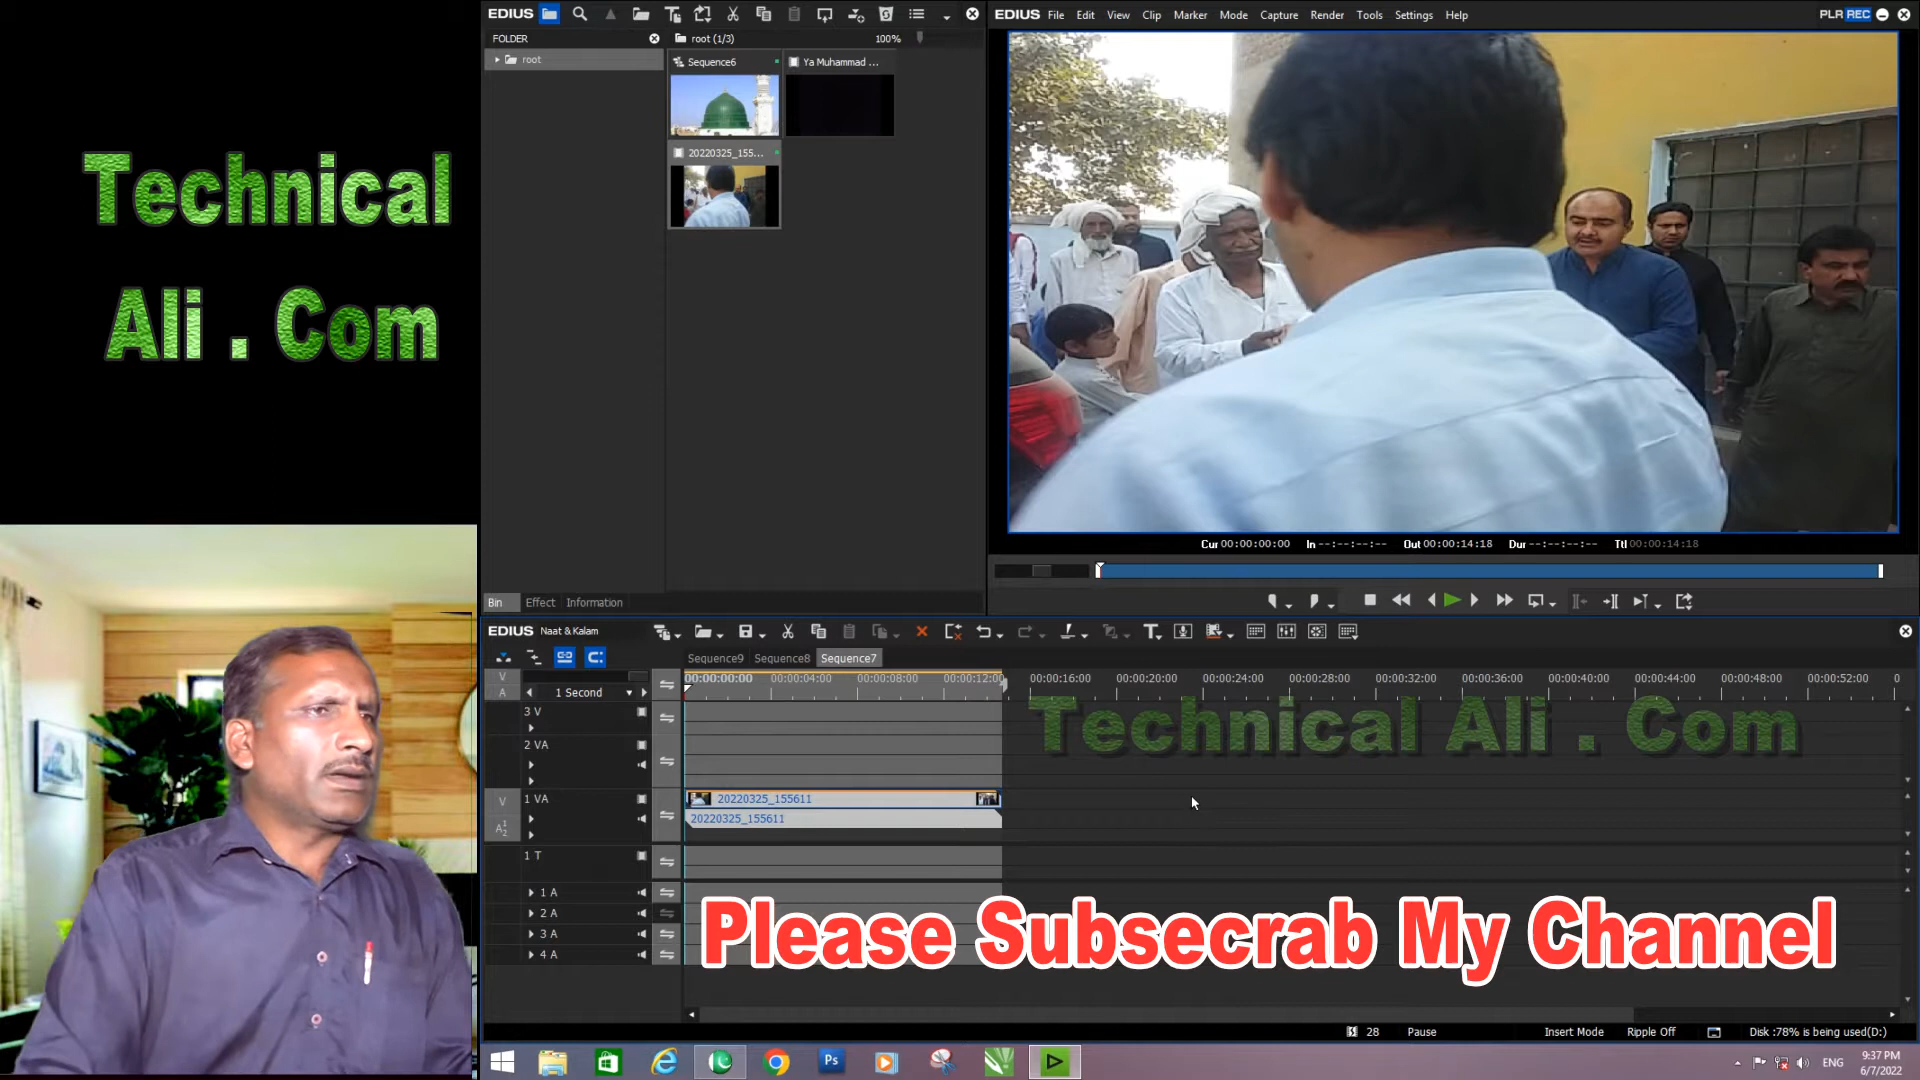 Technical
Ali . Com
EDIUS
FOLDER
root
root (1/3)
100%
Sequence6
Ya Muhammad ...
20220325_155...
Bin Effect Information
EDIUS File Edit View Clip Marker Mode Capture Render Tools Settings Help
PLR REC
Cur 00:00:00:00 In --:--:--:-- Out 00:00:14:18 Dur --:--:--:-- Ttl 00:00:14:18
EDIUS Naat & Kalam
Sequence9 Sequence8 Sequence7
V
A
1 Second
00:00:00:00 00:00:04:00 00:00:08:00 00:00:12:00 00:00:16:00 00:00:20:00 00:00:24:00 00:00:28:00 00:00:32:00 00:00:36:00 00:00:40:00 00:00:44:00 00:00:48:00 00:00:52:00 0
Technical Ali . Com
3 V
2 VA
V
1 VA
20220325_155611
A1 2
20220325_155611
1 T
1 A
2 A
3 A
4 A
Please Subsecrab My Channel
28 Pause Insert Mode Ripple Off Disk :78% is being used(D:)
Ps
ENG
9:37 PM
6/7/2022